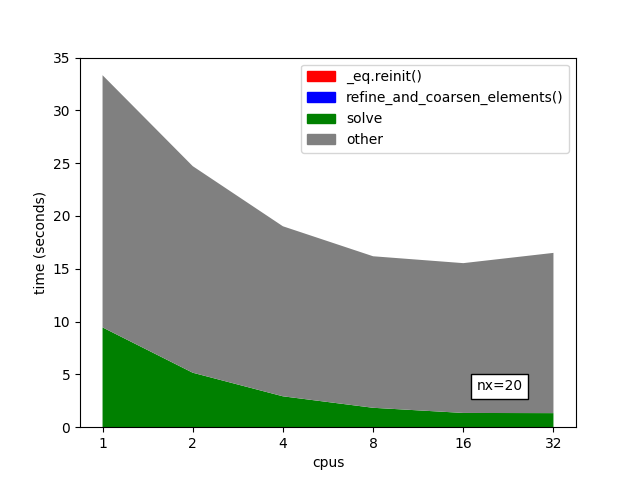 35
30
25
20
15
10
5
0
time (seconds)
_eq.reinit()
refine_and_coarsen_elements()
solve
other
nx=20
1 2 4 8 16 32
cpus